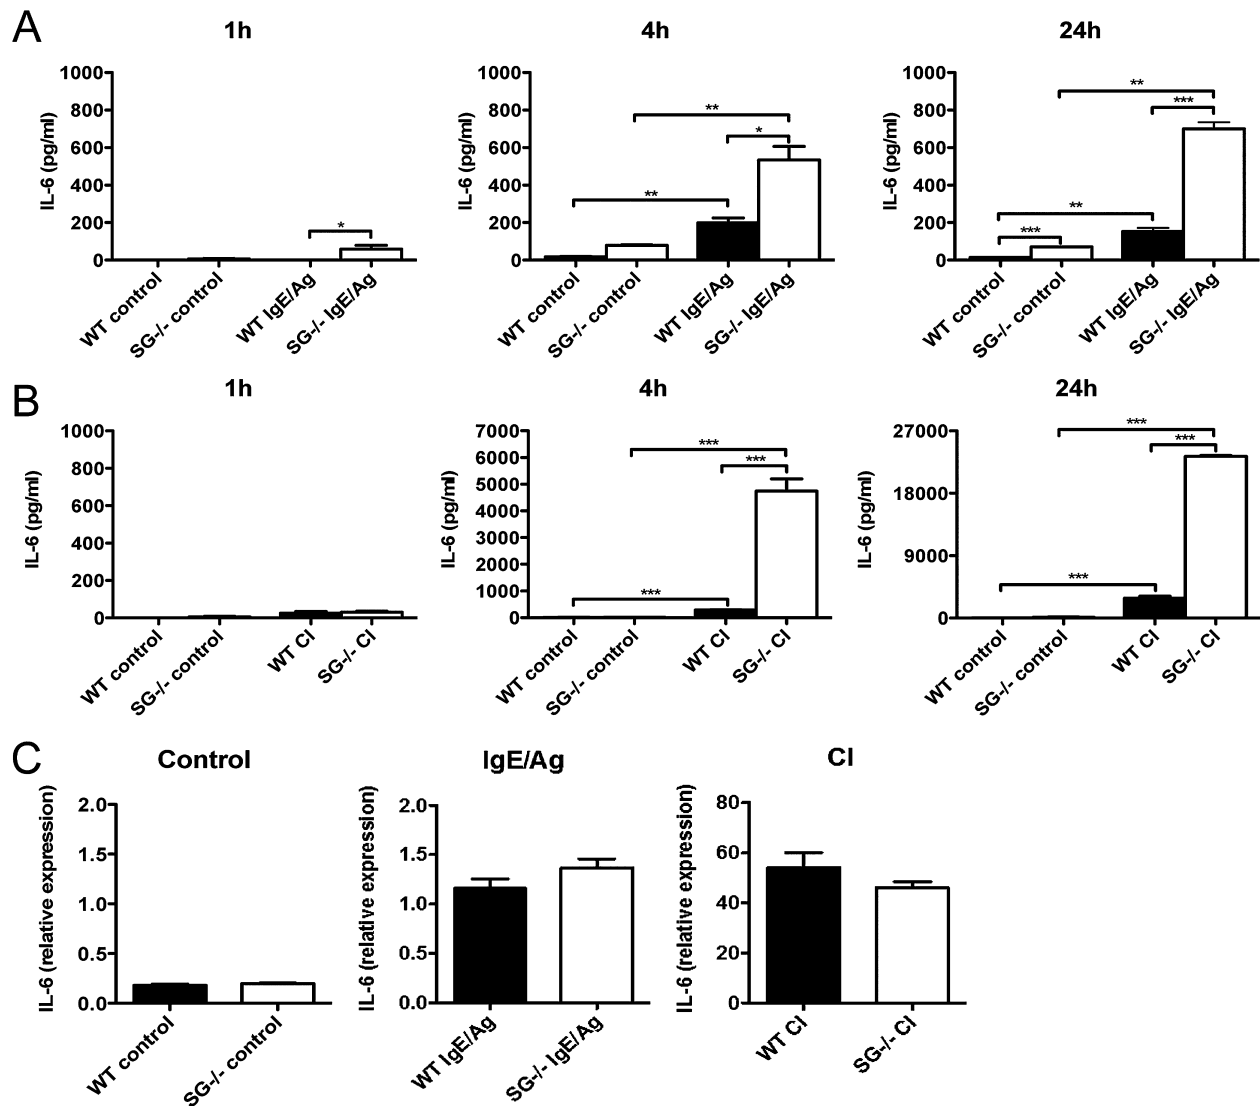 A
1h
4h
24h
IL-6 (pg/ml)
1000
800
600
400
200
0
*
WT control
SG-/- control
WT IgE/Ag
SG-/- IgE/Ag
IL-6 (pg/ml)
1000
800
600
400
200
0
**
*
**
WT control
SG-/- control
WT IgE/Ag
SG-/- IgE/Ag
IL-6 (pg/ml)
1000
800
600
400
200
0
**
***
**
***
WT control
SG-/- control
WT IgE/Ag
SG-/- IgE/Ag
B
1h
4h
24h
IL-6 (pg/ml)
1000
800
600
400
200
0
WT control
SG-/- control
WT CI
SG-/- CI
IL-6 (pg/ml)
7000
6000
5000
4000
3000
2000
1000
0
***
***
***
WT control
SG-/- control
WT CI
SG-/- CI
IL-6 (pg/ml)
27000
18000
9000
0
***
***
***
WT control
SG-/- control
WT CI
SG-/- CI
C
Control
IgE/Ag
CI
IL-6 (relative expression)
2.0
1.5
1.0
0.5
0.0
WT control
SG-/- control
IL-6 (relative expression)
2.0
1.5
1.0
0.5
0.0
WT IgE/Ag
SG-/- IgE/Ag
IL-6 (relative expression)
80
60
40
20
0
WT CI
SG-/- CI